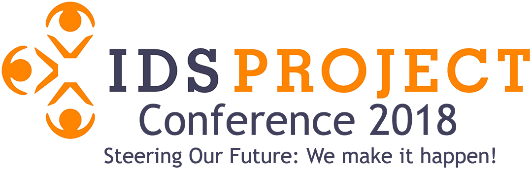 IDS PROJECT
Conference 2018
Steering Our Future: We make it happen!